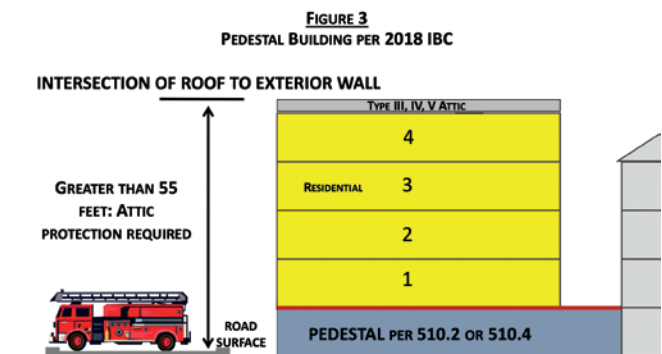 FIGURE 3
PEDESTAL BUILDING PER 2018 IBC
INTERSECTION OF ROOF TO EXTERIOR WALL
TYPE III, IV, V ATTIC
4
GREATER THAN 55
FEET: ATTIC
PROTECTION REQUIRED
RESIDENTIAL 3
2
1
ROAD
SURFACE
PEDESTAL PER 510.2 OR 510.4